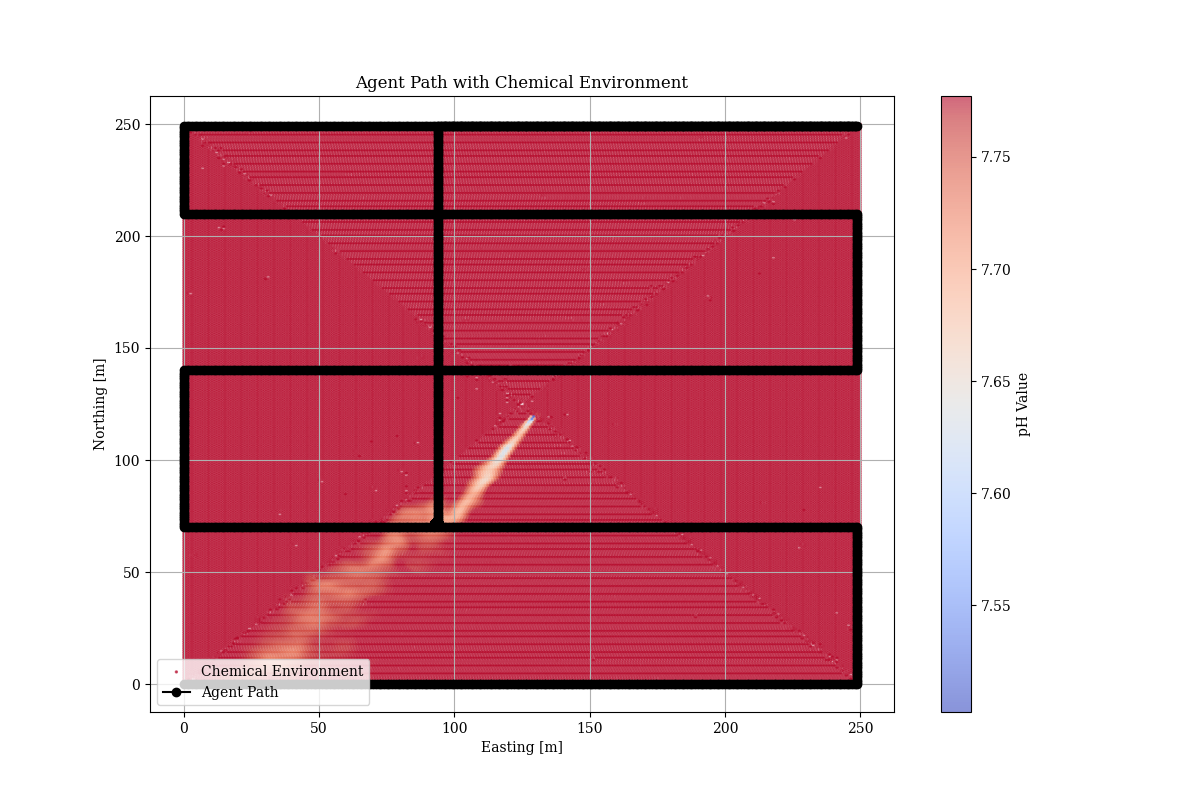 Agent Path with Chemical Environment
250
200
150
100
50
0
Northing [m]
0
50
100
150
200
250
Easting [m]
Chemical Environment
Agent Path
7.75
7.70
7.65
7.60
7.55
pH Value